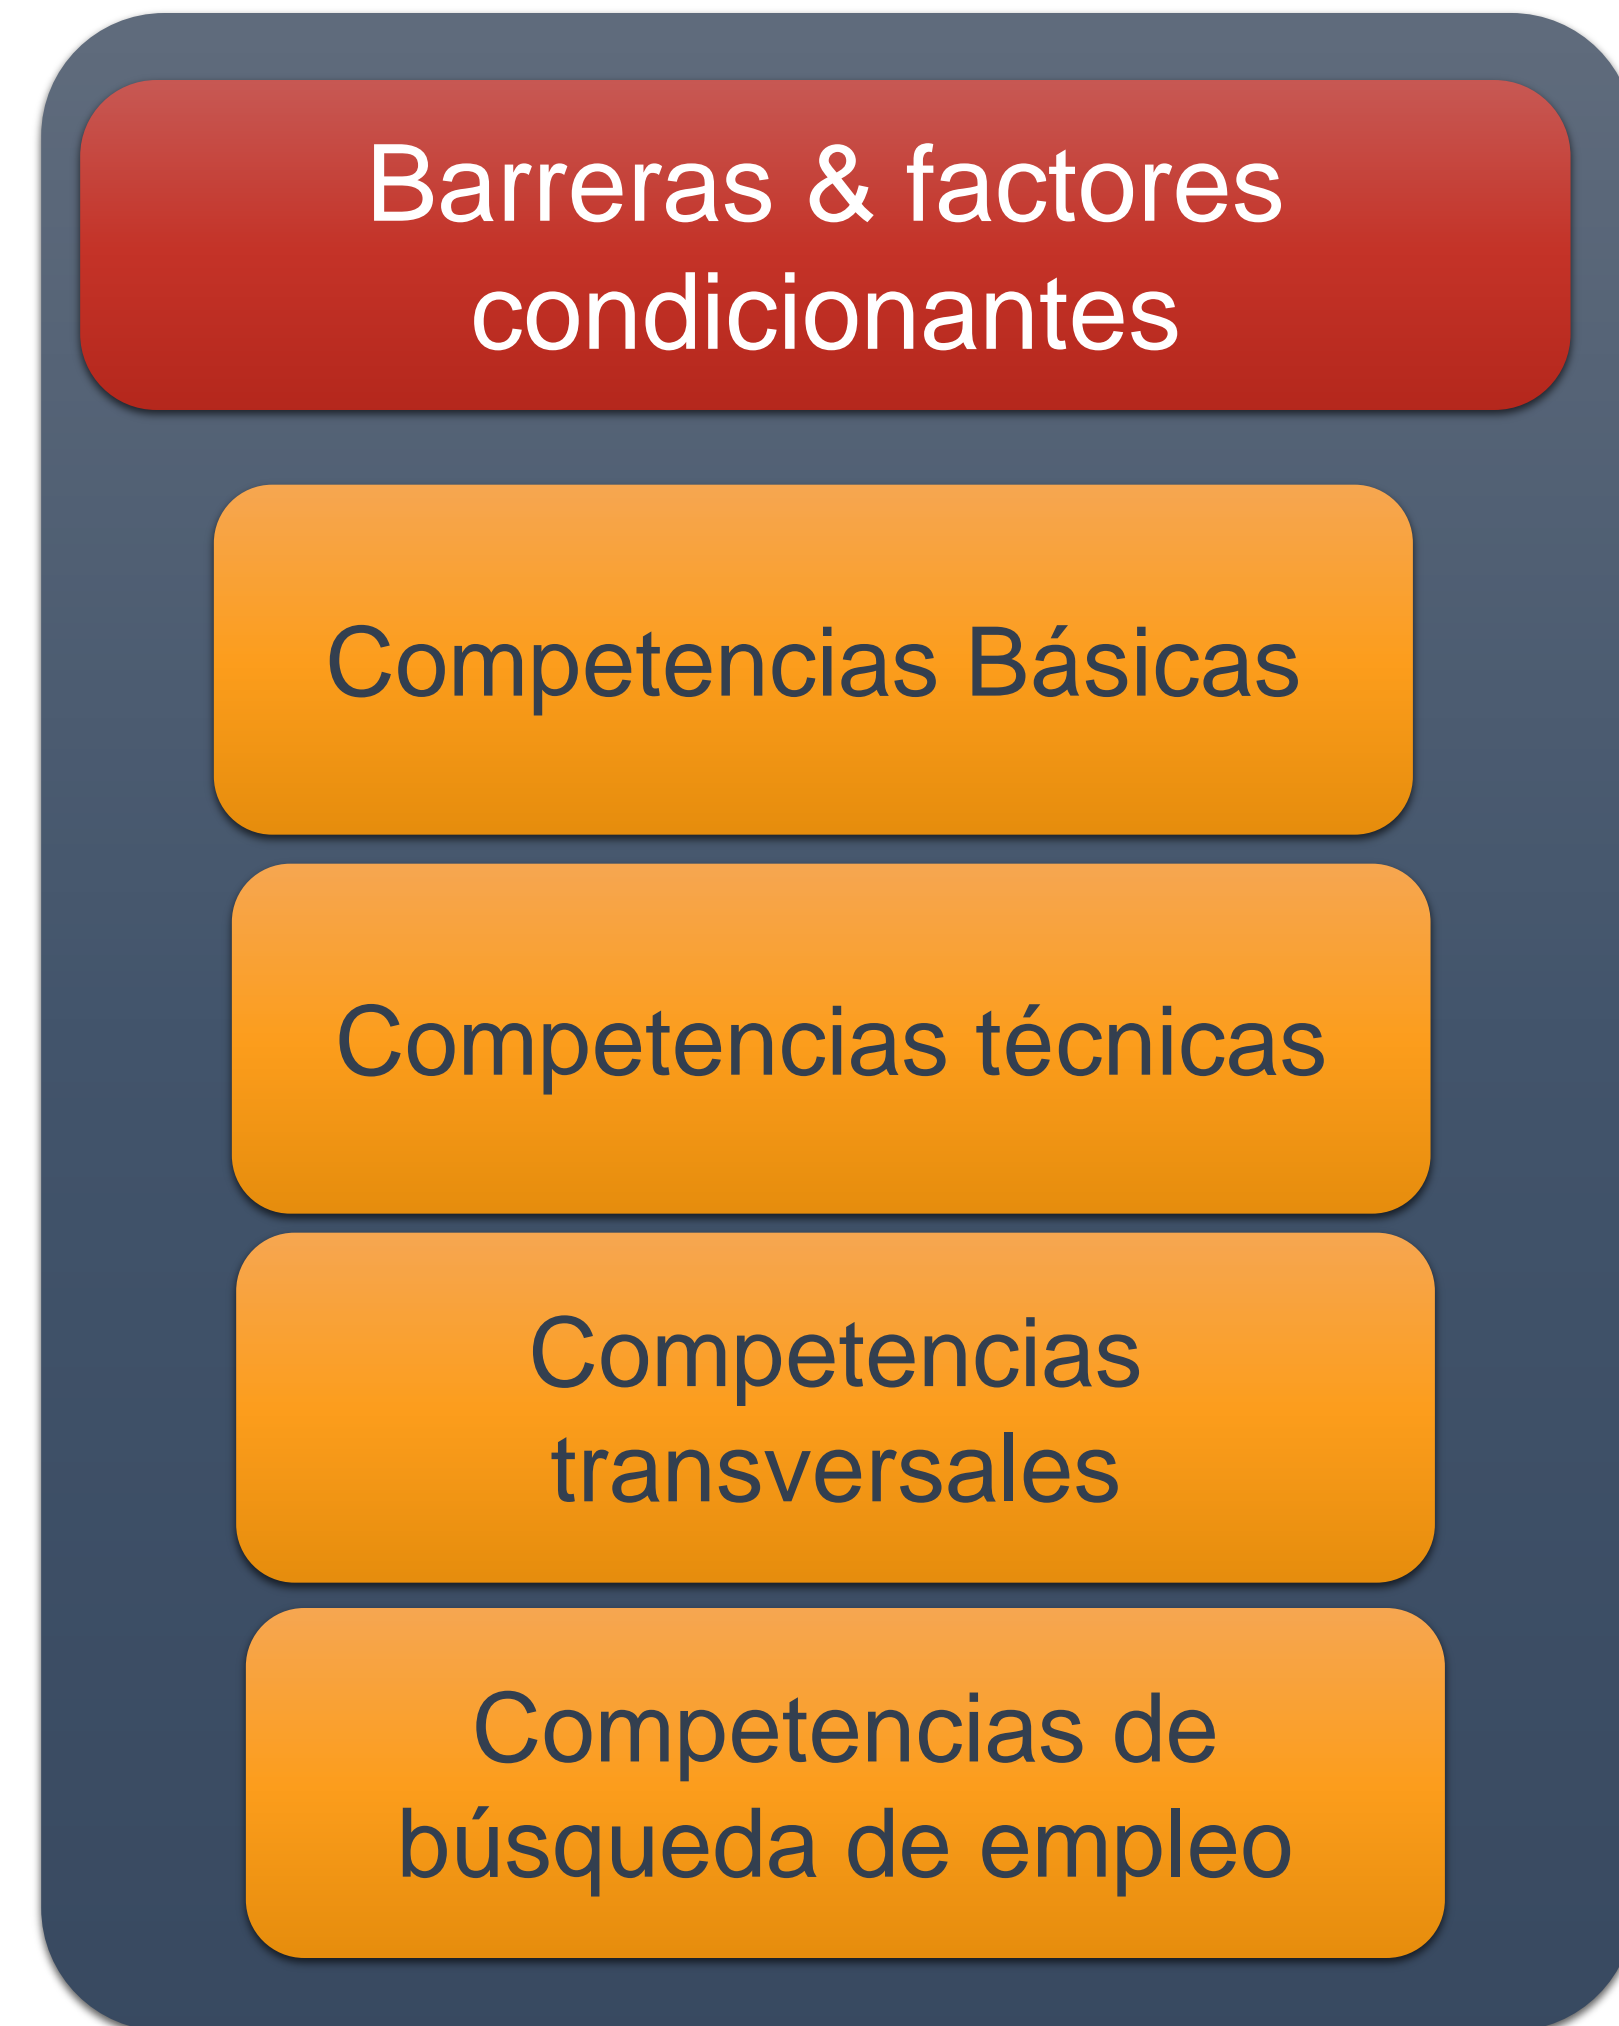 Barreras & factores
condicionantes
Competencias Básicas
Competencias técnicas
Competencias
transversales
Competencias de
búsqueda de empleo